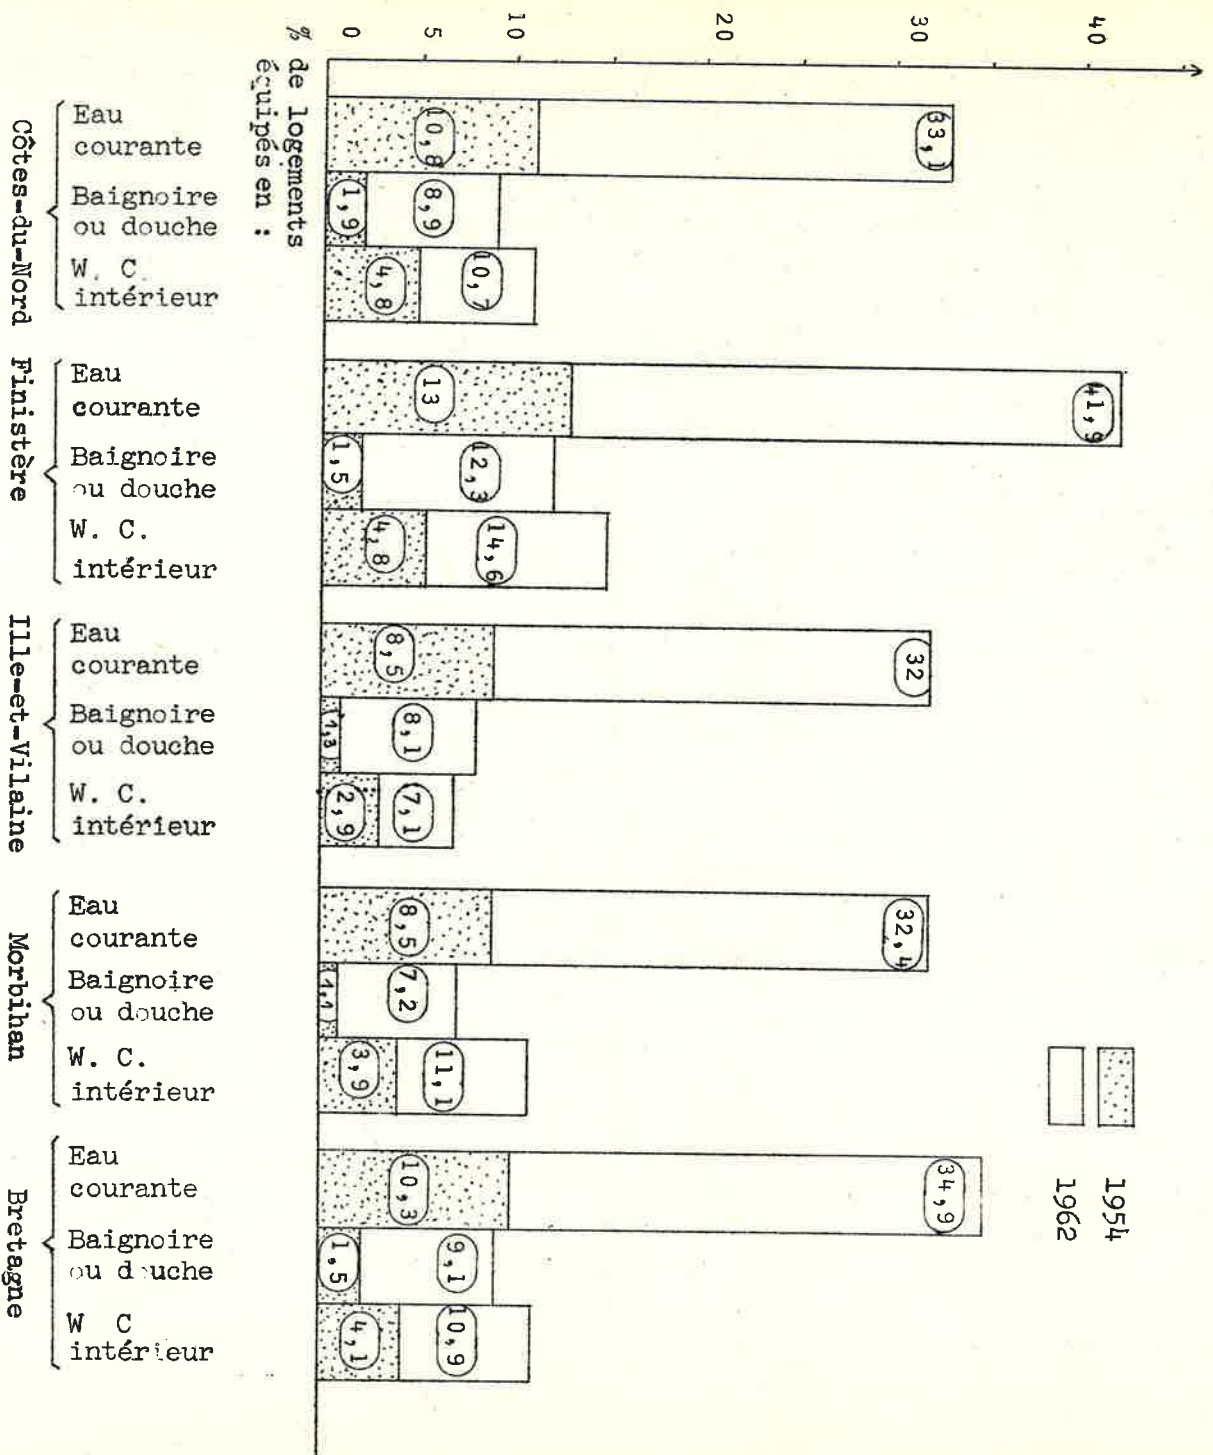 0
5
10
20
30
40
% de logements
équipés en :
Côtes-du-Nord
Eau
courante
10,8
33,1
Baignoire
ou douche
1,9
8,9
W. C.
intérieur
4,8
10,7
Finistère
Eau
courante
13
41,9
Baignoire
ou douche
1,5
12,3
W. C.
intérieur
4,8
14,6
Ille-et-Vilaine
Eau
courante
8,5
32
Baignoire
ou douche
1,3
8,1
W. C.
intérieur
2,9
7,1
Morbihan
Eau
courante
8,5
32,4
Baignoire
ou douche
1,1
7,2
W. C.
intérieur
3,9
11,1
Bretagne
Eau
courante
10,3
34,9
Baignoire
ou douche
1,5
9,1
W C
intérieur
4,1
10,9
1954
1962